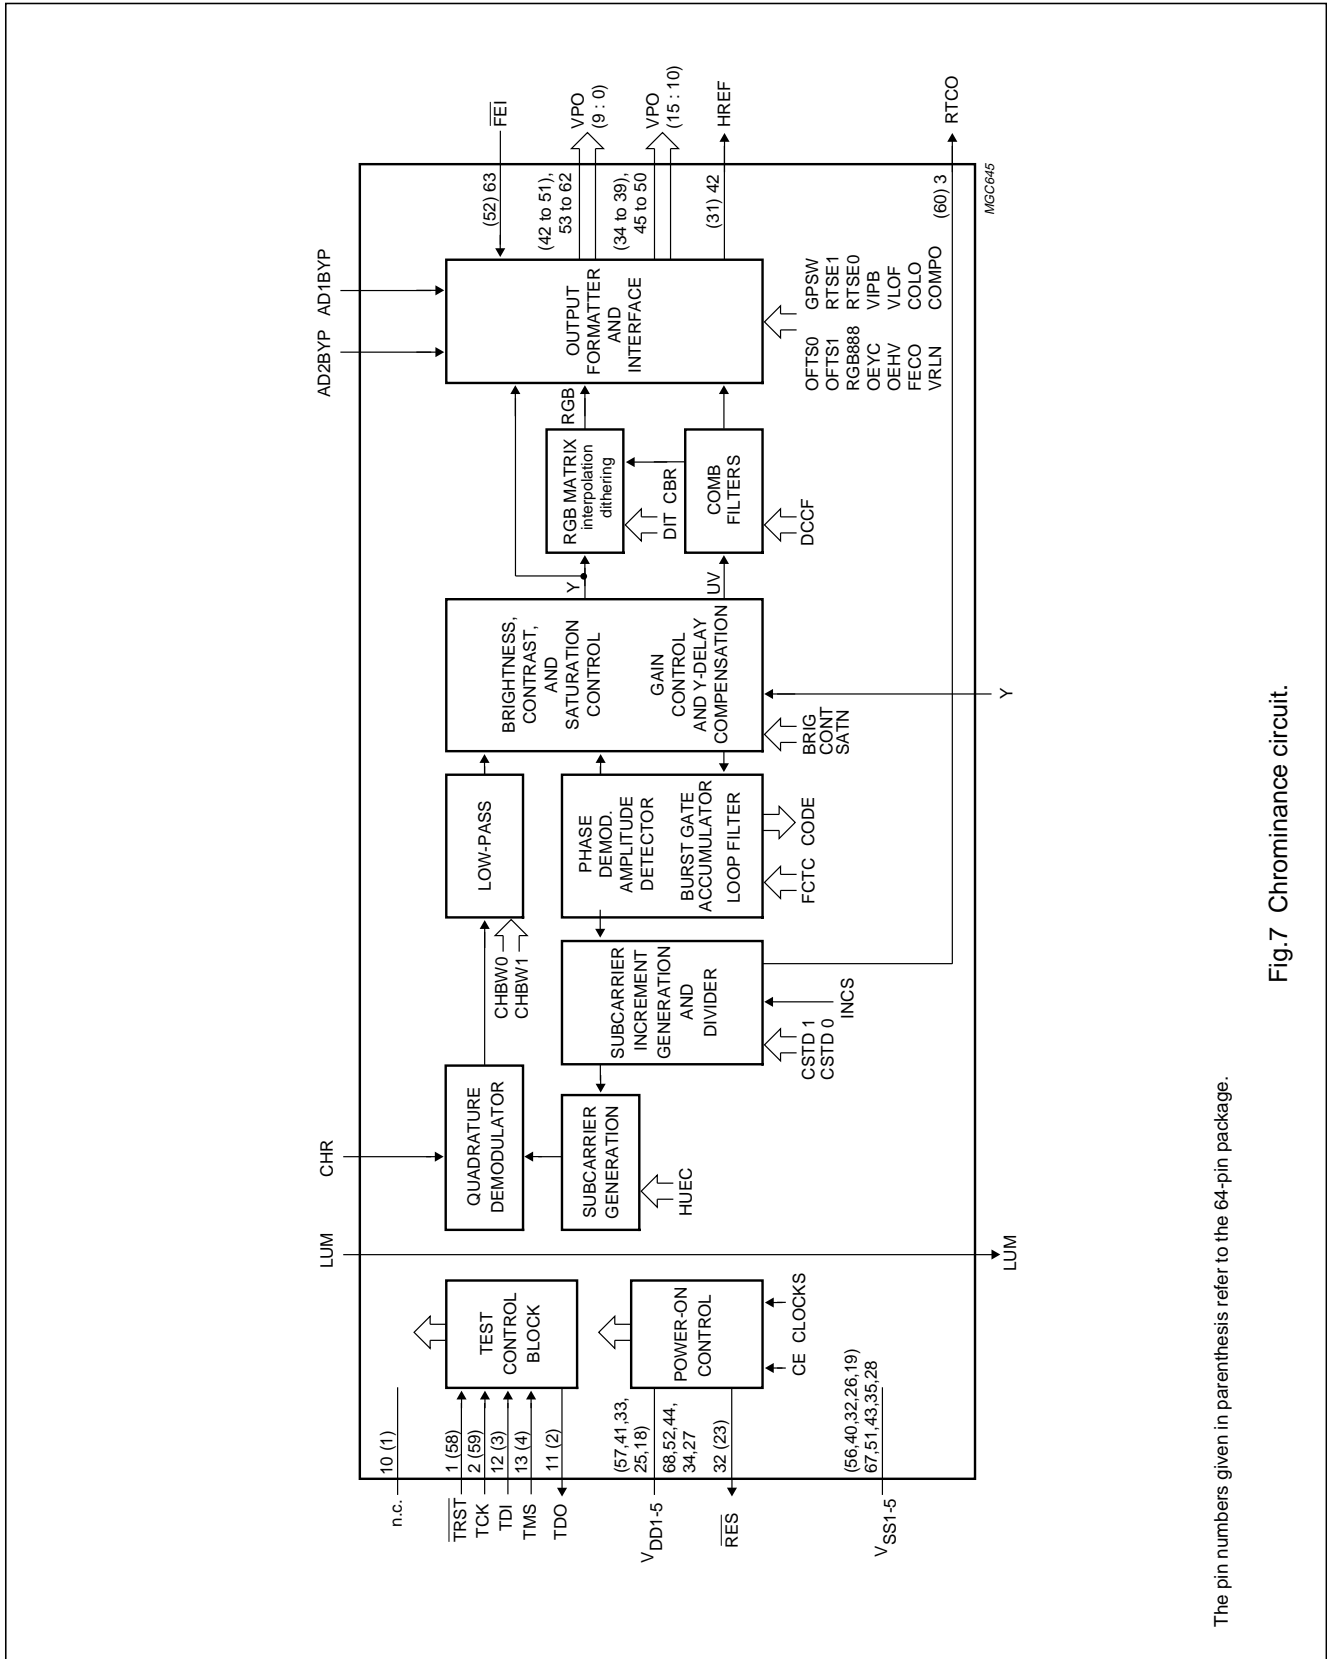 AD2BYP
AD1BYP
CHR
LUM
FEI
(52) 63
VPO
(9 : 0)
(42 to 51),
53 to 62
VPO
(15 : 10)
(34 to 39),
45 to 50
HREF
(31) 42
RTCO
(60) 3
MGC645
OUTPUT
FORMATTER
AND
INTERFACE
OFTS0 GPSW
OFTS1 RTSE1
RGB888 RTSE0
OEYC VIPB
OEHV VLOF
FECO COLO
VRLN COMPO
RGB
RGB MATRIX
interpolation
dithering
DIT CBR
COMB
FILTERS
DCCF
Y
UV
BRIGHTNESS,
CONTRAST,
AND
SATURATION
CONTROL
GAIN
CONTROL
AND Y-DELAY
COMPENSATION
BRIG
CONT
SATN
Y
LOW-PASS
CHBW0
CHBW1
PHASE
DEMOD.
AMPLITUDE
DETECTOR
BURST GATE
ACCUMULATOR
LOOP FILTER
FCTC CODE
SUBCARRIER
INCREMENT
GENERATION
AND
DIVIDER
CSTD 1
CSTD 0
INCS
QUADRATURE
DEMODULATOR
SUBCARRIER
GENERATION
HUEC
LUM
TEST
CONTROL
BLOCK
POWER-ON
CONTROL
CE CLOCKS
n.c.
10 (1)
TRST
1 (58)
TCK
2 (59)
TDI
12 (3)
TMS
13 (4)
TDO
11 (2)
VDD1-5
(57,41,33,
25,18)
68,52,44,
34,27
RES
32 (23)
VSS1-5
(56,40,32,26,19)
67,51,43,35,28
The pin numbers given in parenthesis refer to the 64-pin package.
Fig.7 Chrominance circuit.